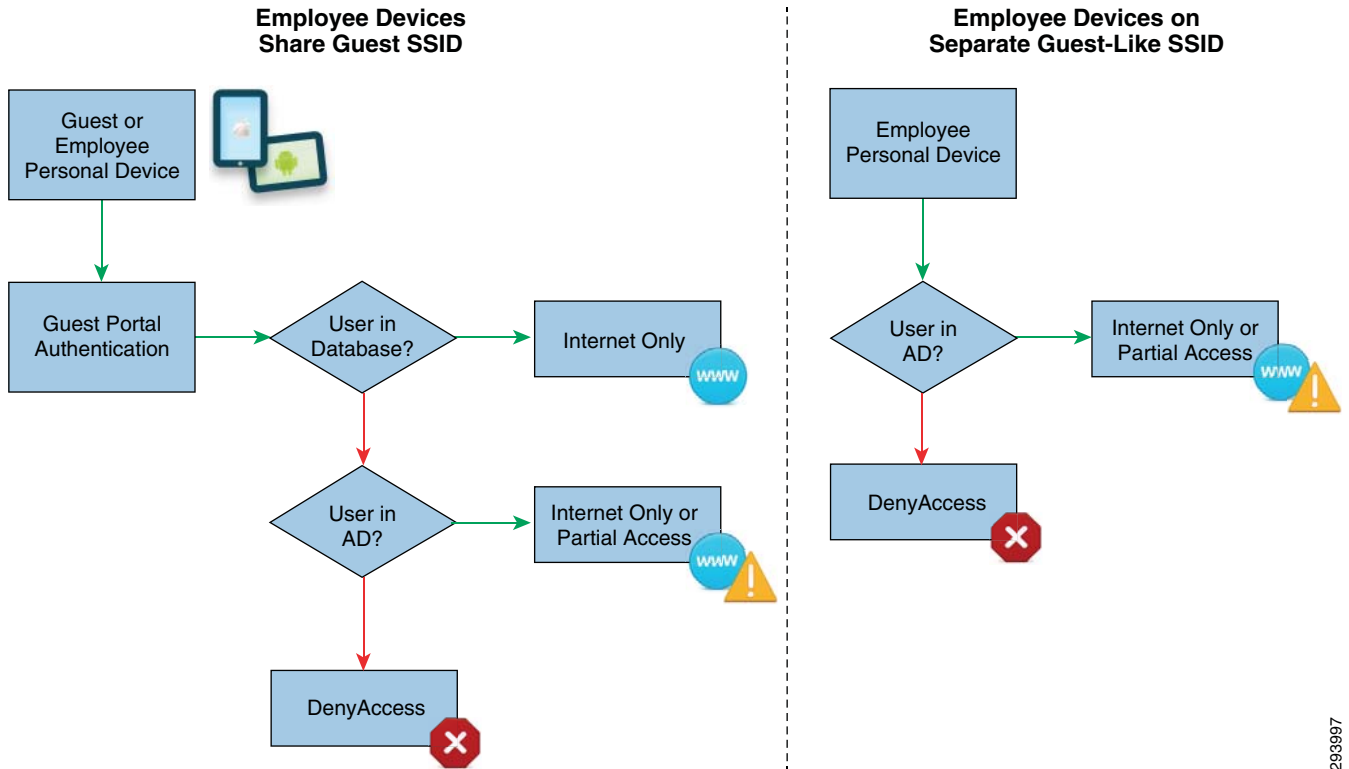 Employee Devices
Share Guest SSID
Guest or
Employee
Personal Device
Guest Portal
Authentication
User in
Database?
Internet Only
www
User in
AD?
Internet Only or
Partial Access
www
DenyAccess
Employee Devices on
Separate Guest-Like SSID
Employee
Personal Device
User in
AD?
Internet Only or
Partial Access
www
DenyAccess
293997